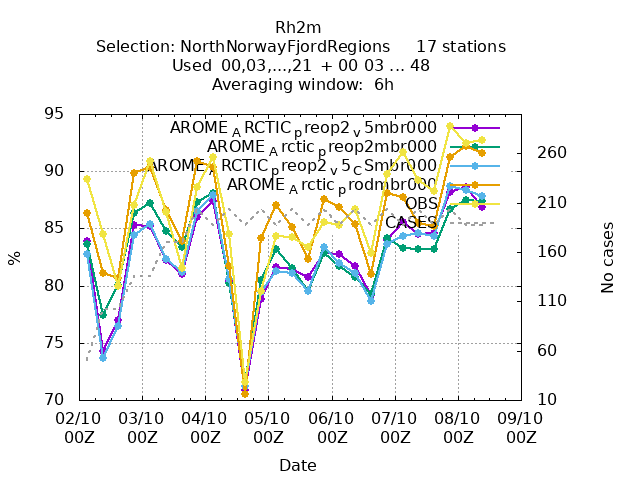 Rh2m
Selection: NorthNorwayFjordRegions 17 stations
Used 00,03,...,21 + 00 03 ... 48
Averaging window: 6h
AROME_ARCTIC_preop2_v5mbr000
AROME_Arctic_preop2mbr000
AROME_ARCTIC_preop2_v5_CSmbr000
AROME_Arctic_prodmbr000
OBS
CASES
95
90
85
80
75
70
%
260
210
160
110
60
10
No cases
02/10 03/10 04/10 05/10 06/10 07/10 08/10 09/10
00Z 00Z 00Z 00Z 00Z 00Z 00Z 00Z
Date